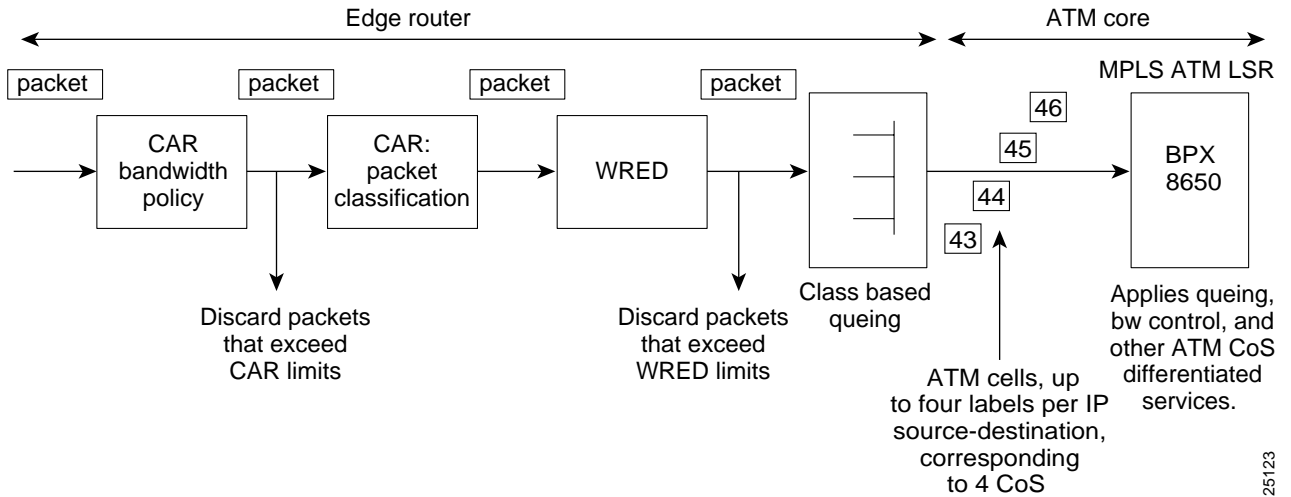 Edge router
ATM core
packet
packet
packet
packet
MPLS ATM LSR
CAR
bandwidth
policy
CAR:
packet
classification
WRED
46
45
44
43
BPX
8650
Discard packets
that exceed
CAR limits
Discard packets
that exceed
WRED limits
Class based
queing
ATM cells, up
to four labels per IP
source-destination,
corresponding
to 4 CoS
Applies queing,
bw control, and
other ATM CoS
differentiated
services.
25123